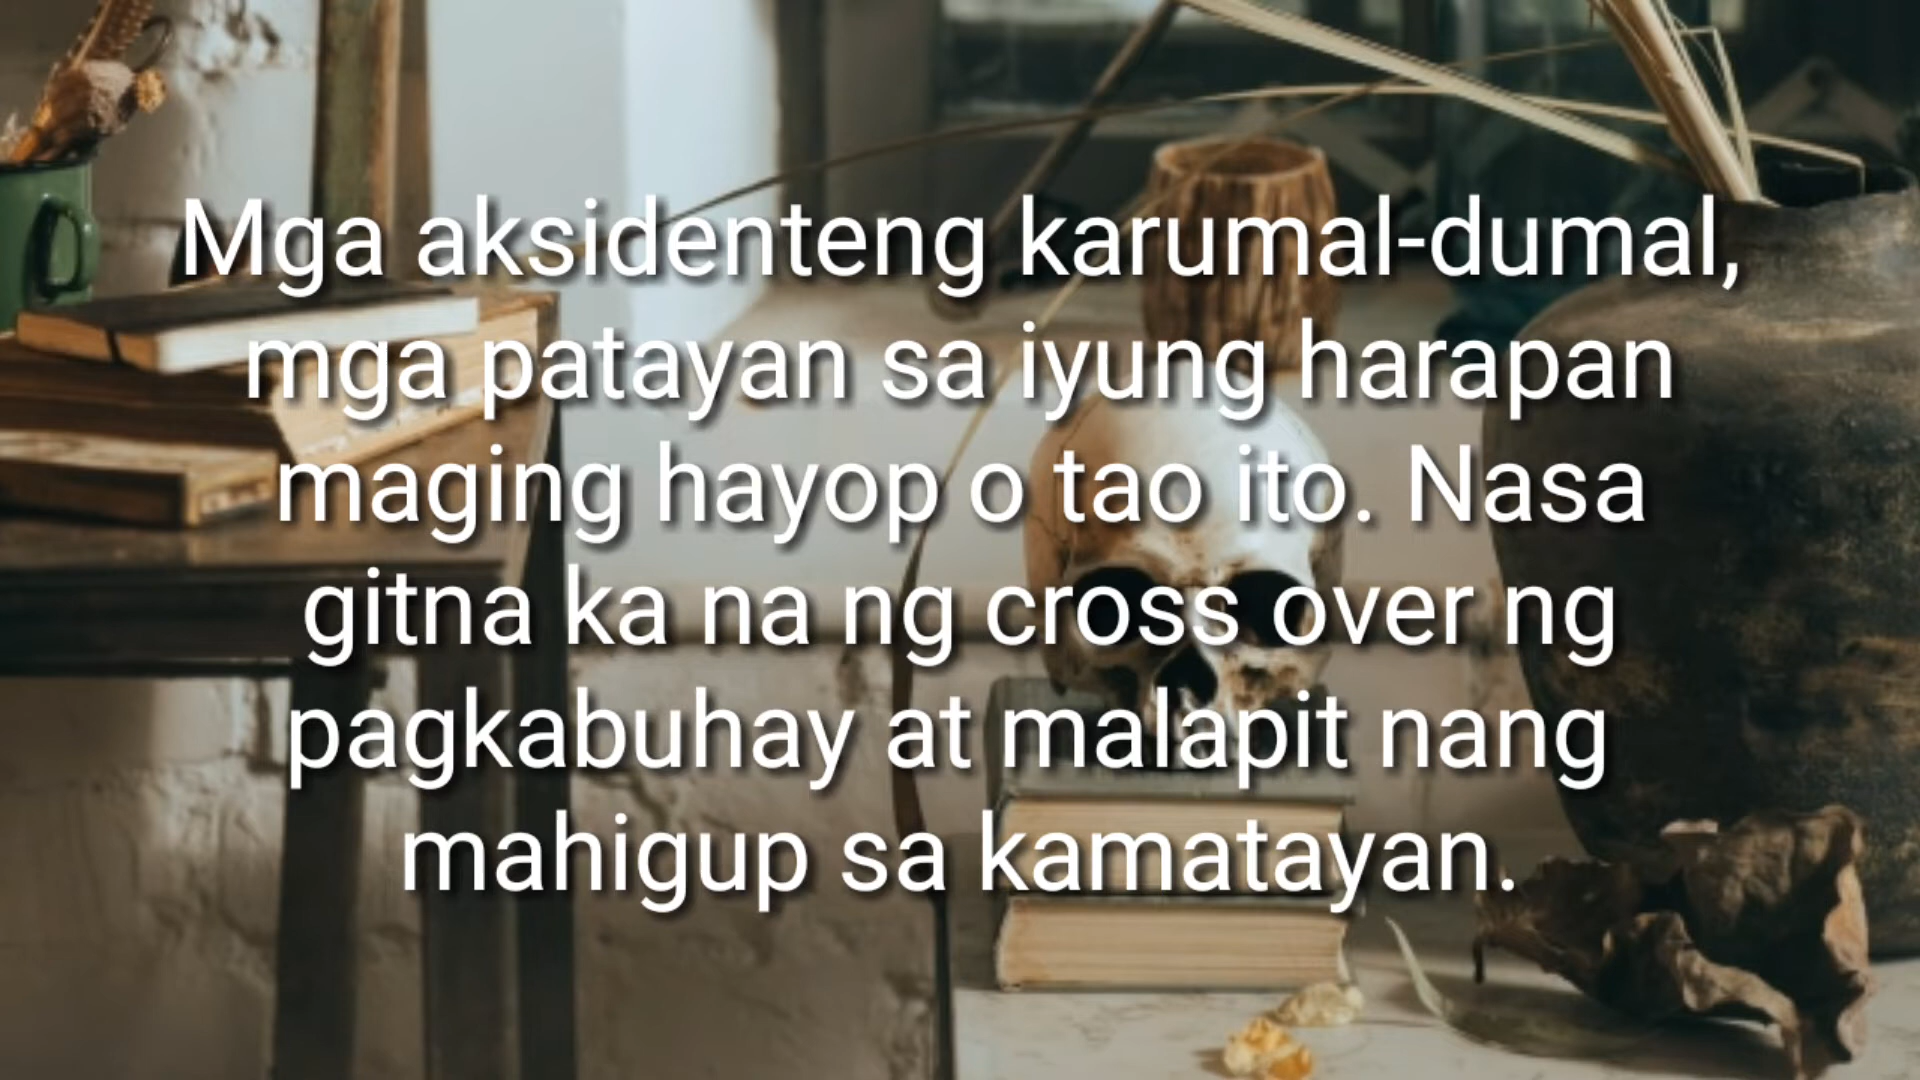 Mga aksidenteng karumal-dumal,
mga patayan sa iyung harapan
maging hayop o tao ito. Nasa
gitna ka na ng cross over ng
pagkabuhay at malapit nang
mahigup sa kamatayan.